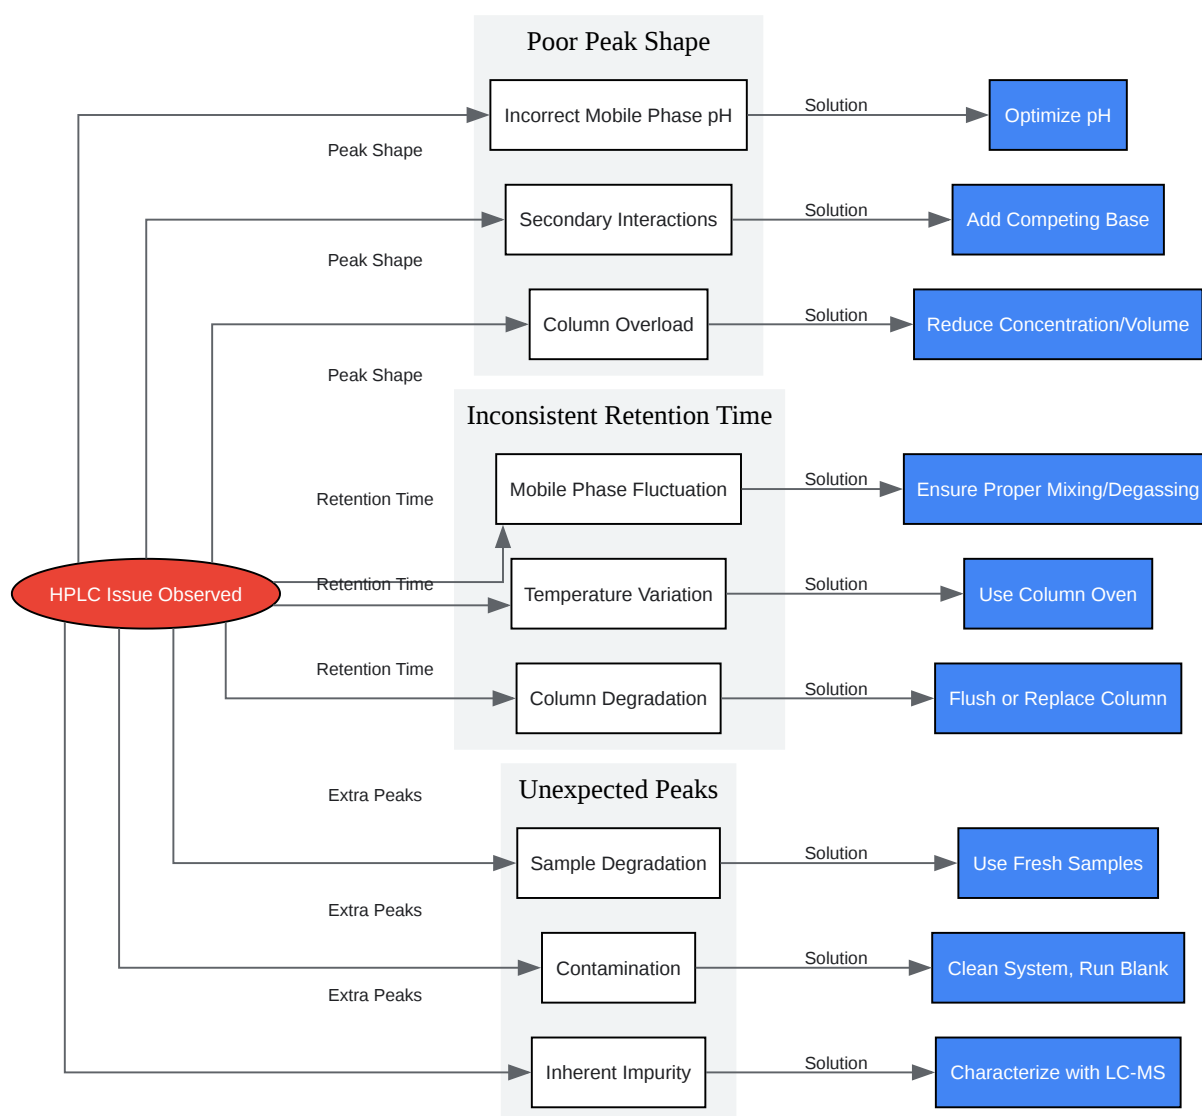 Poor Peak Shape
Incorrect Mobile Phase pH
Solution
Optimize pH
Peak Shape
Secondary Interactions
Solution
Add Competing Base
Peak Shape
Column Overload
Solution
Reduce Concentration/Volume
Peak Shape
Inconsistent Retention Time
Mobile Phase Fluctuation
Solution
Ensure Proper Mixing/Degassing
Retention Time
HPLC Issue Observed
Retention Time
Temperature Variation
Solution
Use Column Oven
Retention Time
Column Degradation
Solution
Flush or Replace Column
Unexpected Peaks
Extra Peaks
Sample Degradation
Solution
Use Fresh Samples
Extra Peaks
Contamination
Solution
Clean System, Run Blank
Extra Peaks
Inherent Impurity
Solution
Characterize with LC-MS